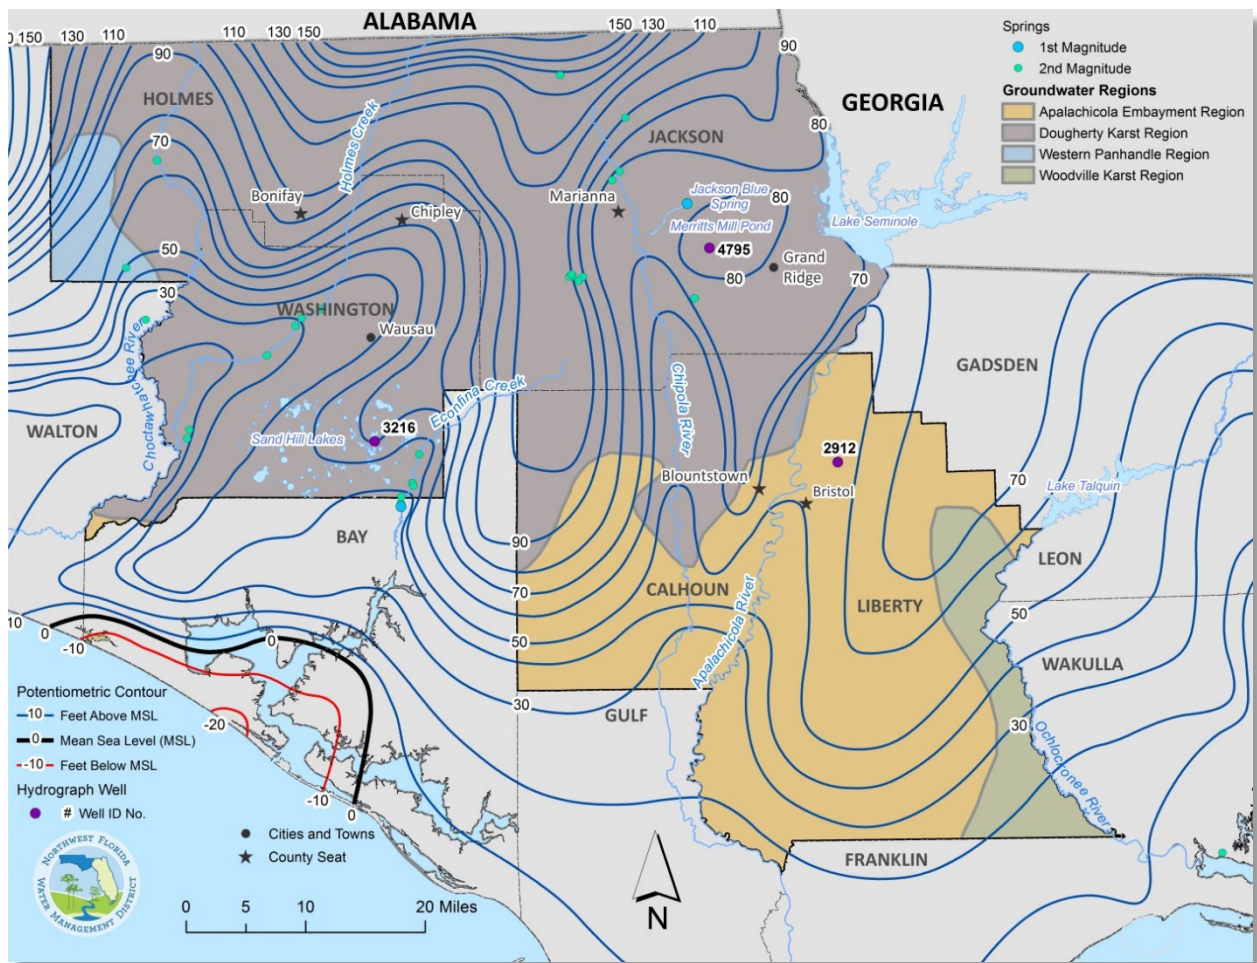 ALABAMA
0 150 130 110 110 130 150 150 130 110
90
90
HOLMES
GEORGIA
JACKSON
80
70
Holmes Creek
Bonifay
Chipley
Marianna
Jackson Blue
Spring
80
Merritts Mill Pond
Lake Seminole
4795
Grand
Ridge
80
70
50
30
WASHINGTON
Wausau
Choctawhatchee River
GADSDEN
Econfina Creek
Chipola River
WALTON
Sand Hill Lakes
3216
2912
Blountstown
Bristol
70
Lake Talquin
BAY
90
LEON
CALHOUN
70
LIBERTY
50
50
10
0
-10
0
Apalachicola River
WAKULLA
30
GULF
30
-20
Ochlockonee River
-10
0
FRANKLIN
Springs
1st Magnitude
2nd Magnitude
Groundwater Regions
Apalachicola Embayment Region
Dougherty Karst Region
Western Panhandle Region
Woodville Karst Region
Potentiometric Contour
10 Feet Above MSL
0 Mean Sea Level (MSL)
-10 Feet Below MSL
Hydrograph Well
# Well ID No.
Cities and Towns
County Seat
NORTHWEST FLORIDA
WATER MANAGEMENT DISTRICT
0 5 10 20 Miles
N